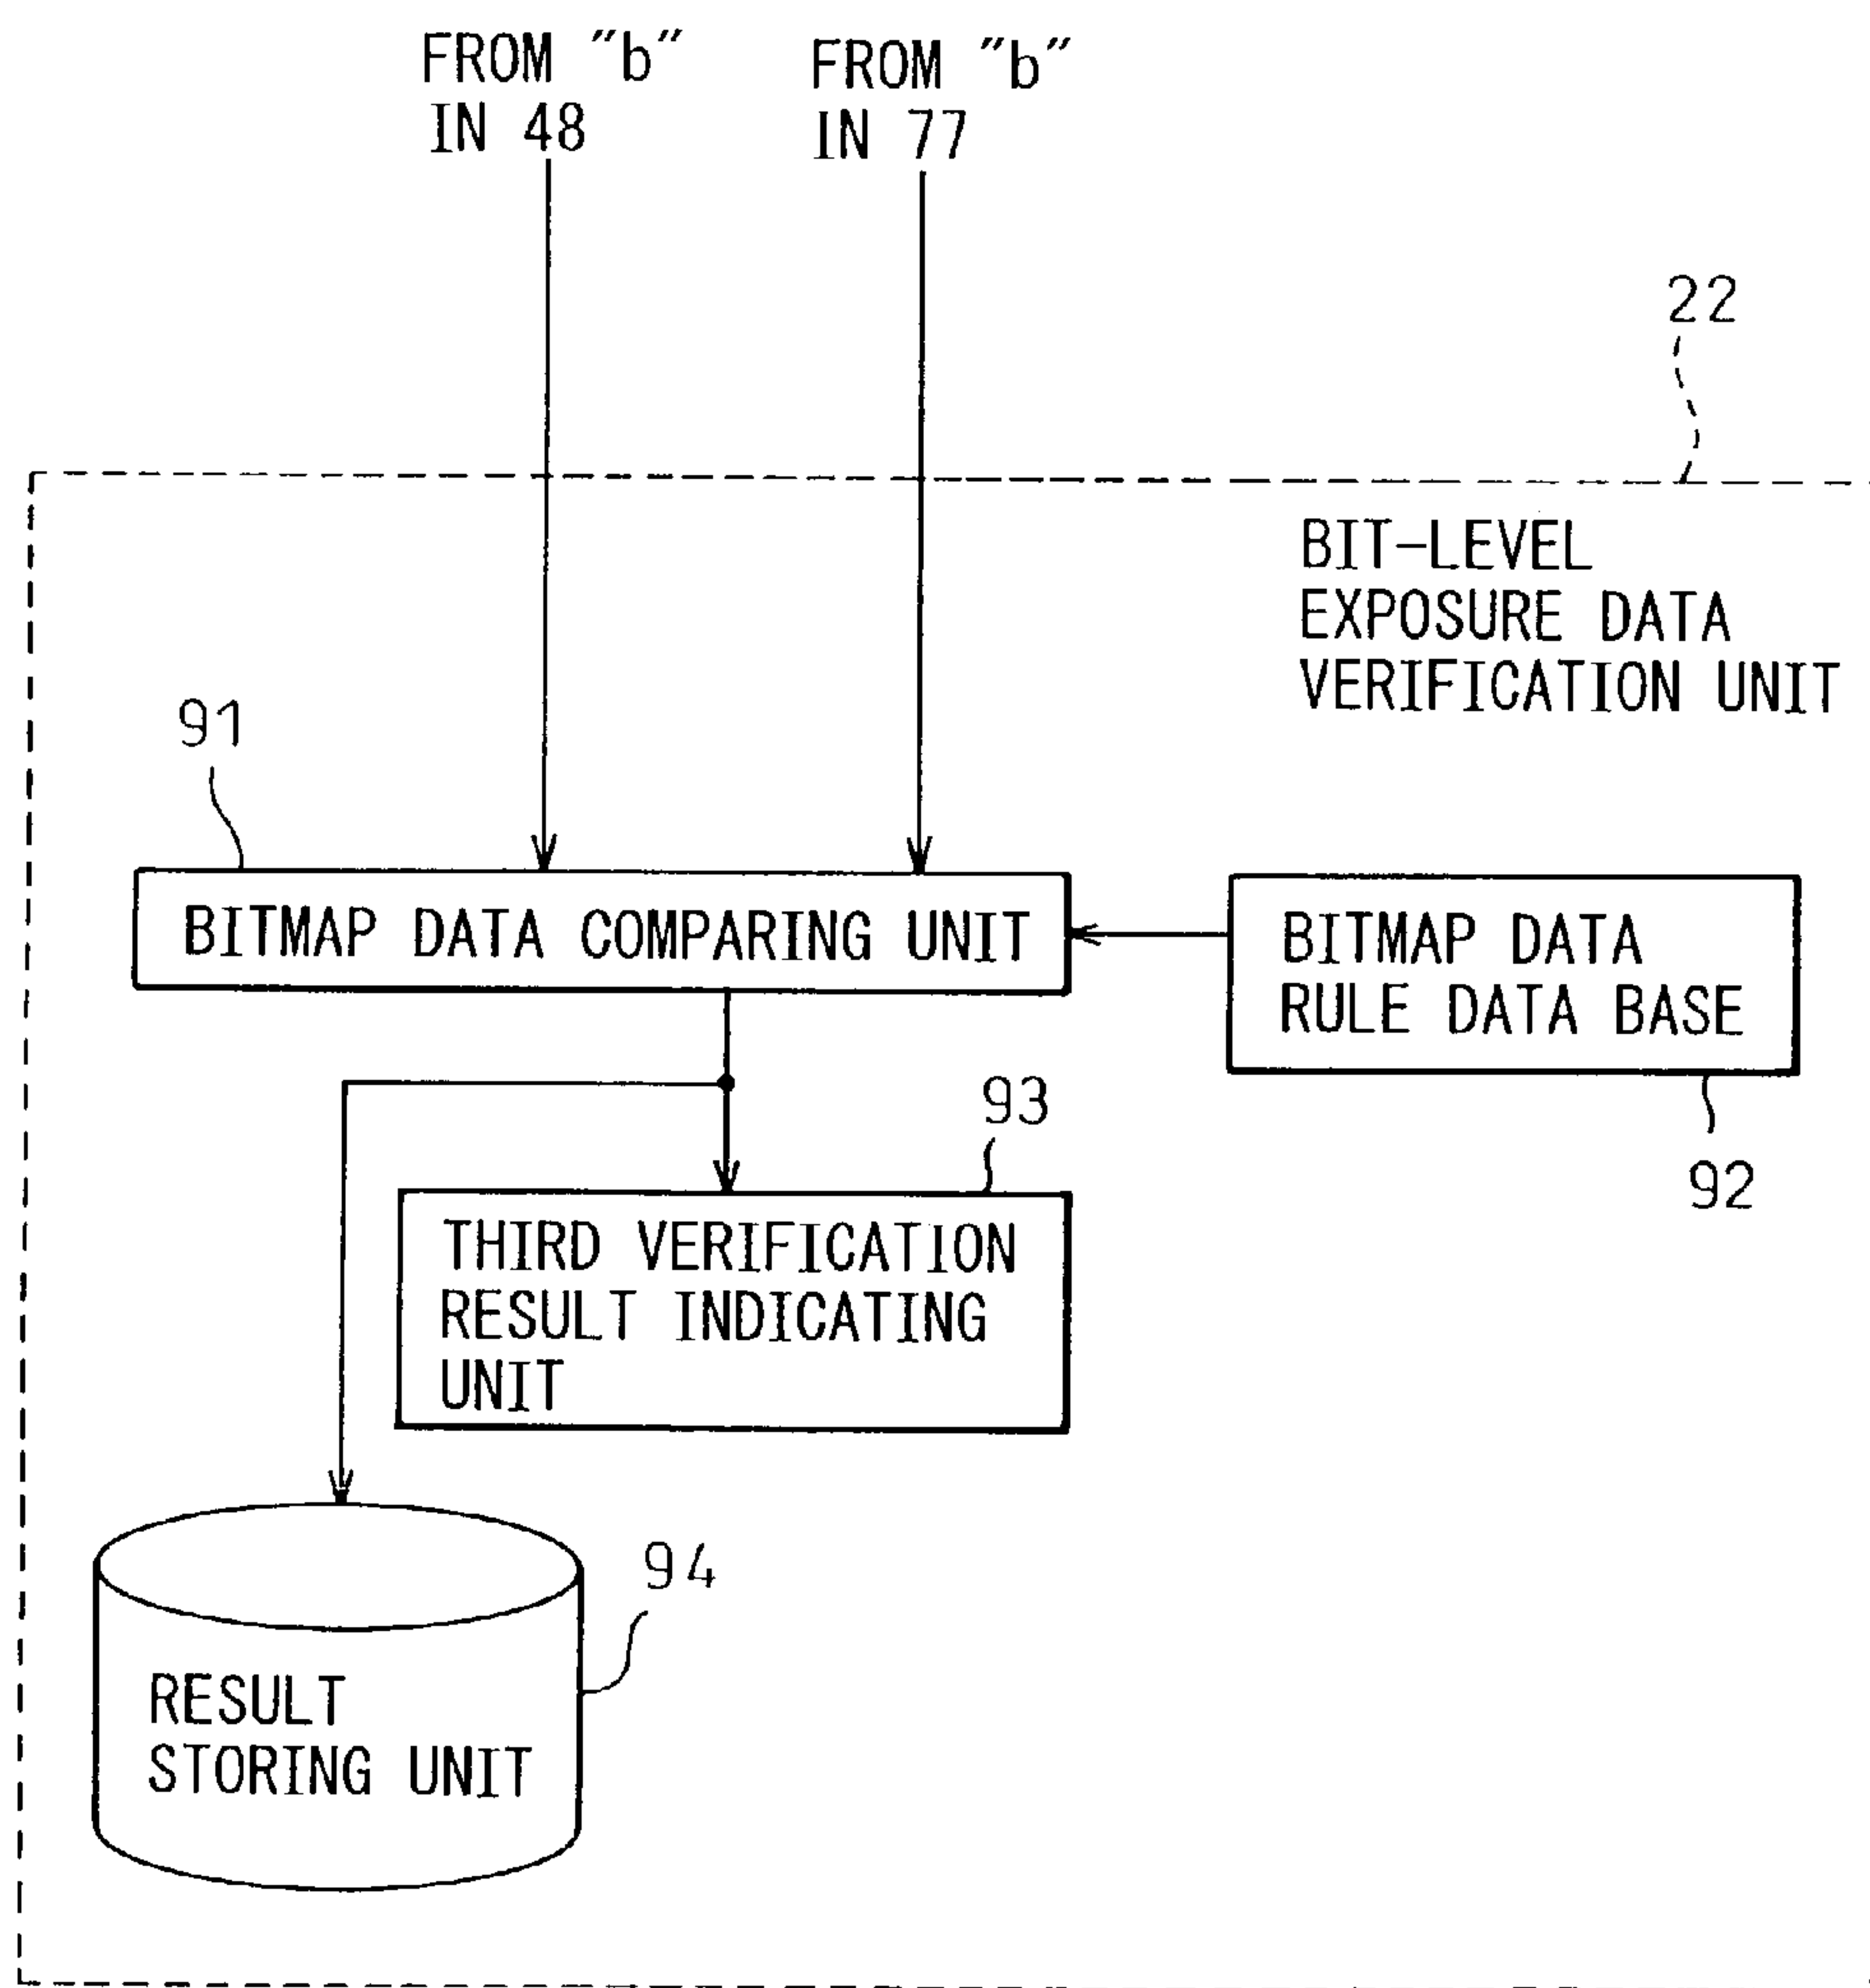 FROM "b"
IN 48
FROM "b"
IN 77
22
BIT-LEVEL
EXPOSURE DATA
VERIFICATION UNIT
91
BITMAP DATA COMPARING UNIT
BITMAP DATA
RULE DATA BASE
92
93
THIRD VERIFICATION
RESULT INDICATING
UNIT
94
RESULT
STORING UNIT